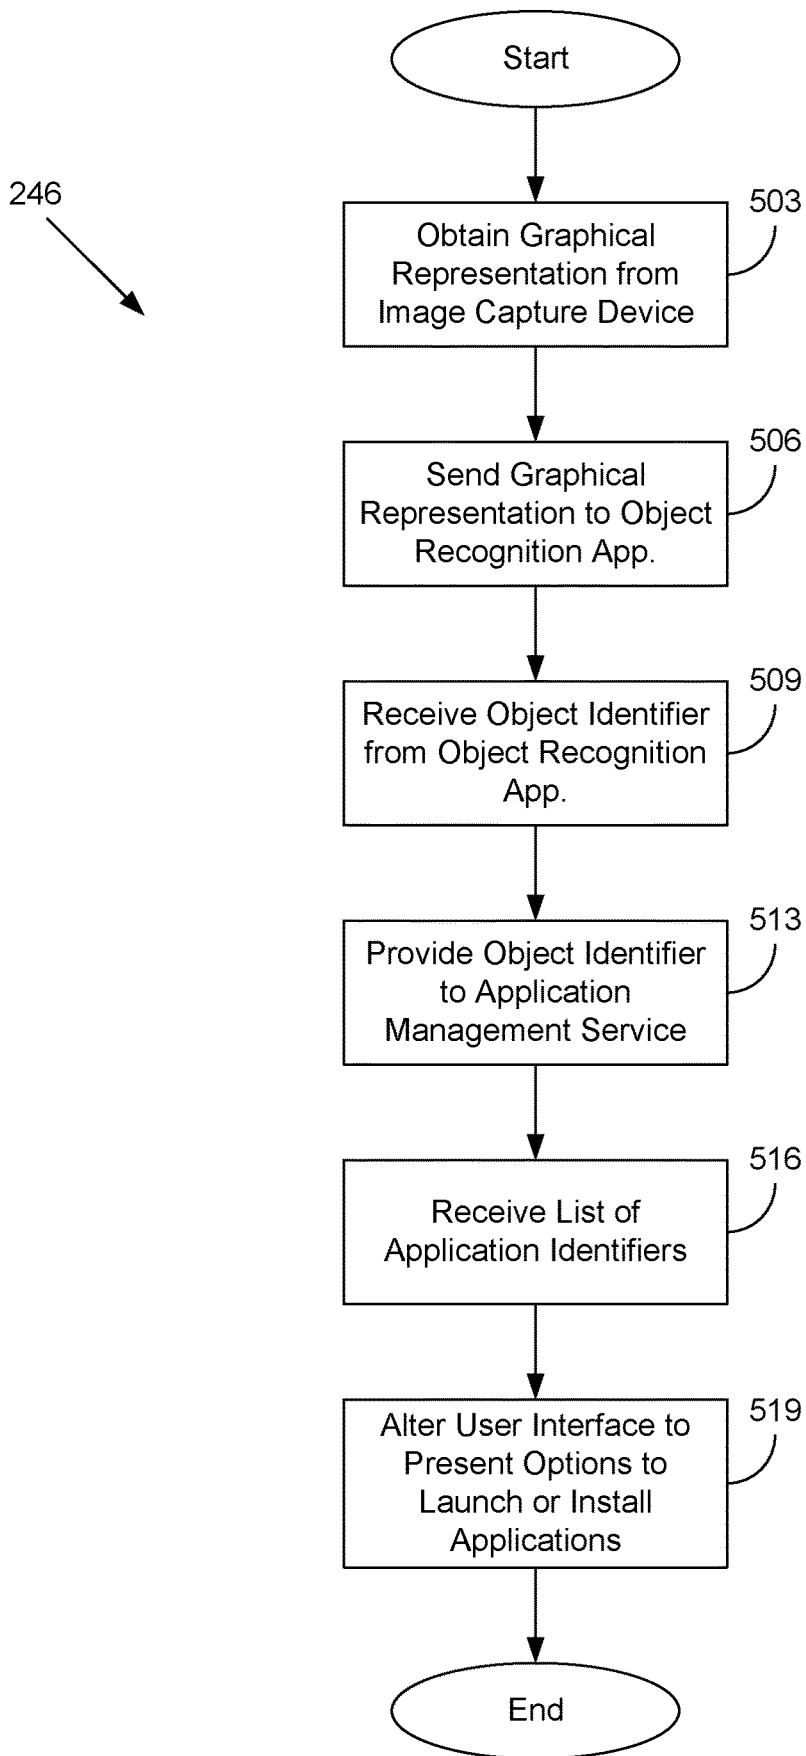 Start
246
503
Obtain Graphical
Representation from
Image Capture Device
506
Send Graphical
Representation to Object
Recognition App.
509
Receive Object Identifier
from Object Recognition
App.
513
Provide Object Identifier
to Application
Management Service
516
Receive List of
Application Identifiers
519
Alter User Interface to
Present Options to
Launch or Install
Applications
End